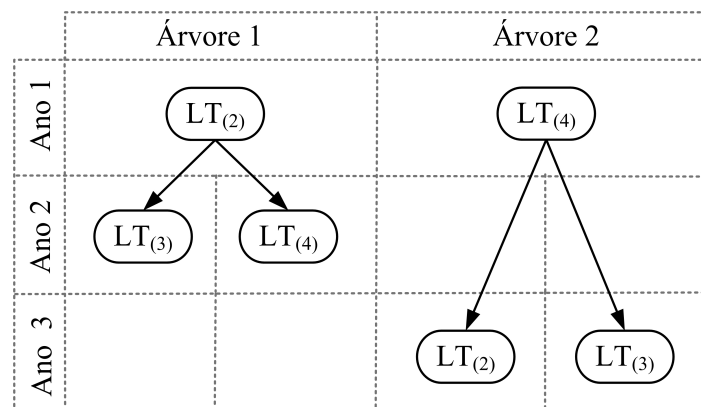 Árvore 1 Árvore 2
Ano 1
LT(2) LT(4)
Ano 2
LT(3) LT(4)
Ano 3
LT(2) LT(3)